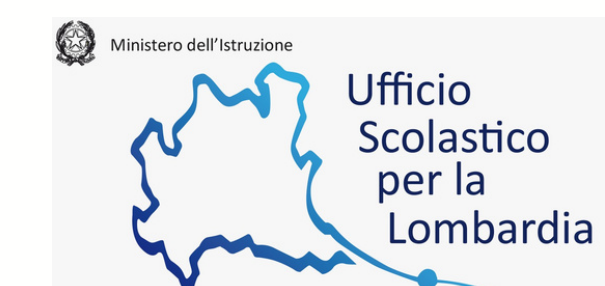 Ministero dell'Istruzione
Ufficio
Scolastico
per la
Lombardia